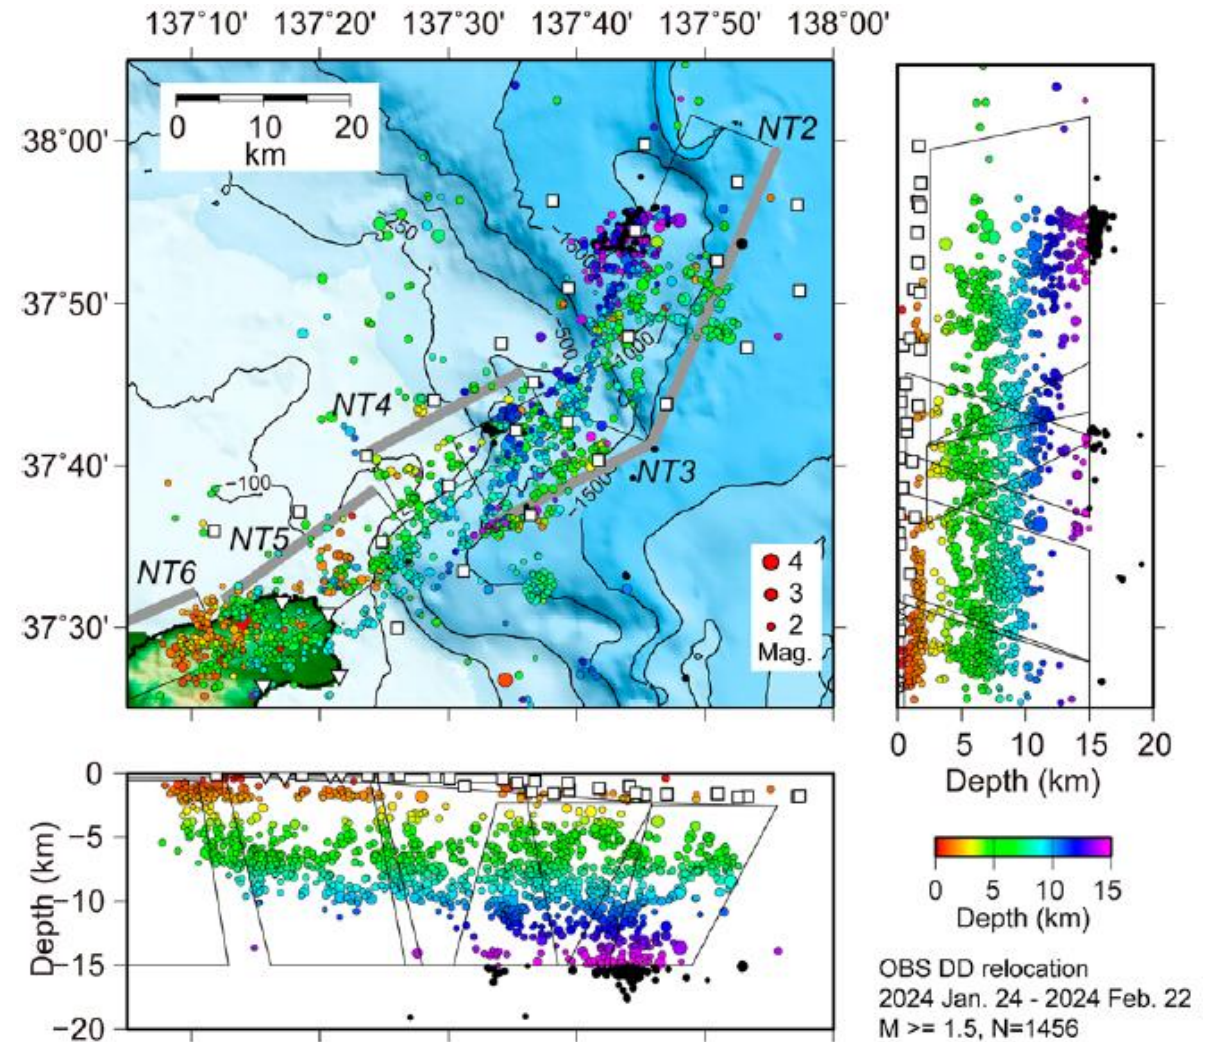 137°10' 137°20' 137°30' 137°40' 137°50' 138°00'
0 10 20
km
38°00'
37°50'
37°40'
37°30'
NT2
NT4
NT3
NT5
NT6
−1500
−500
−1000
−1500
−100
4
3
2
Mag.
0 5 10 15 20
Depth (km)
0
−5
−10
−15
−20
Depth (km)
0 5 10 15
Depth (km)
OBS DD relocation
2024 Jan. 24 - 2024 Feb. 22
M >= 1.5, N=1456